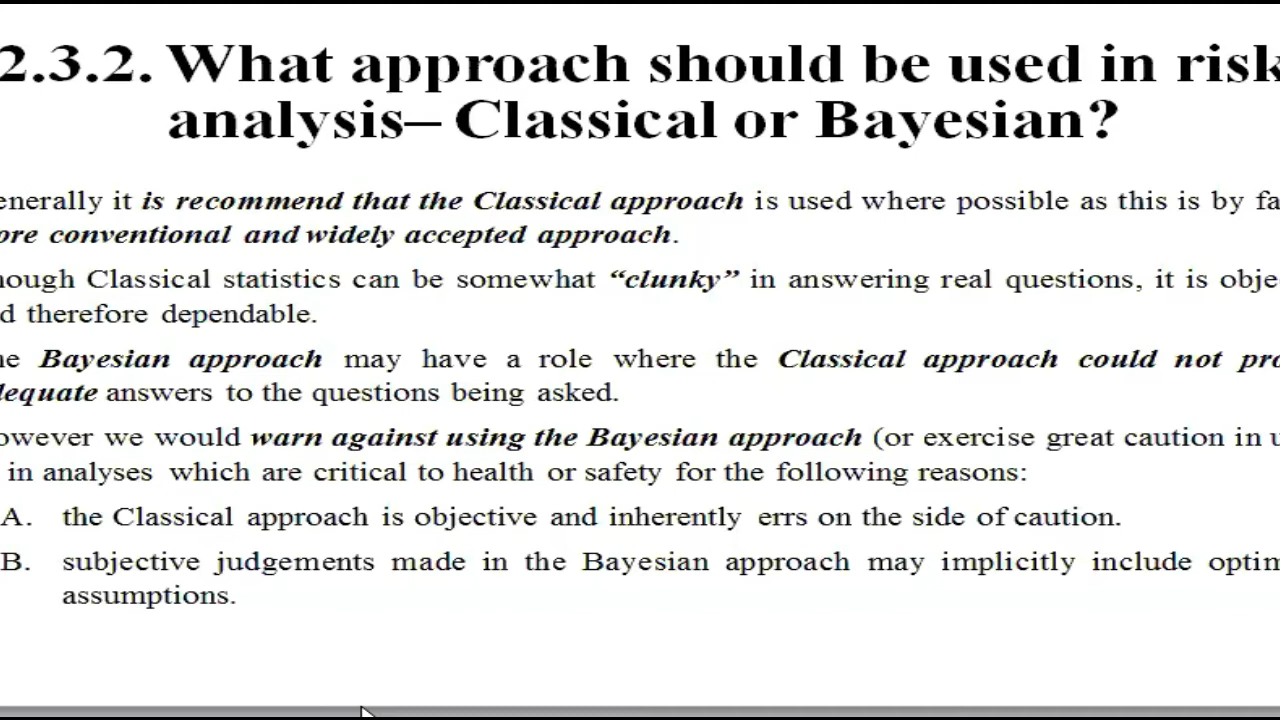 2.3.2. What approach should be used in risk
analysis– Classical or Bayesian?
enerally it is recommend that the Classical approach is used where possible as this is by fa
ore conventional and widely accepted approach.
hough Classical statistics can be somewhat “clunky” in answering real questions, it is obje
d therefore dependable.
he Bayesian approach may have a role where the Classical approach could not pro
lequate answers to the questions being asked.
owever we would warn against using the Bayesian approach (or exercise great caution in u
in analyses which are critical to health or safety for the following reasons:
A. the Classical approach is objective and inherently errs on the side of caution.
B. subjective judgements made in the Bayesian approach may implicitly include optim
assumptions.